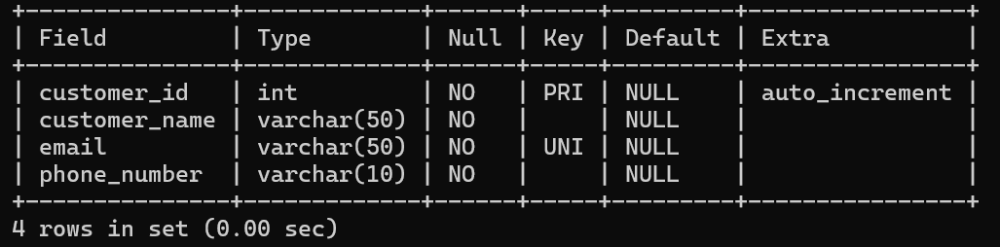 +---------------+-------------+------+-----+---------+----------------+
| Field         | Type        | Null | Key | Default | Extra          |
+---------------+-------------+------+-----+---------+----------------+
| customer_id   | int         | NO   | PRI | NULL    | auto_increment |
| customer_name | varchar(50) | NO   |     | NULL    |                |
| email         | varchar(50) | NO   | UNI | NULL    |                |
| phone_number  | varchar(10) | NO   |     | NULL    |                |
+---------------+-------------+------+-----+---------+----------------+
4 rows in set (0.00 sec)